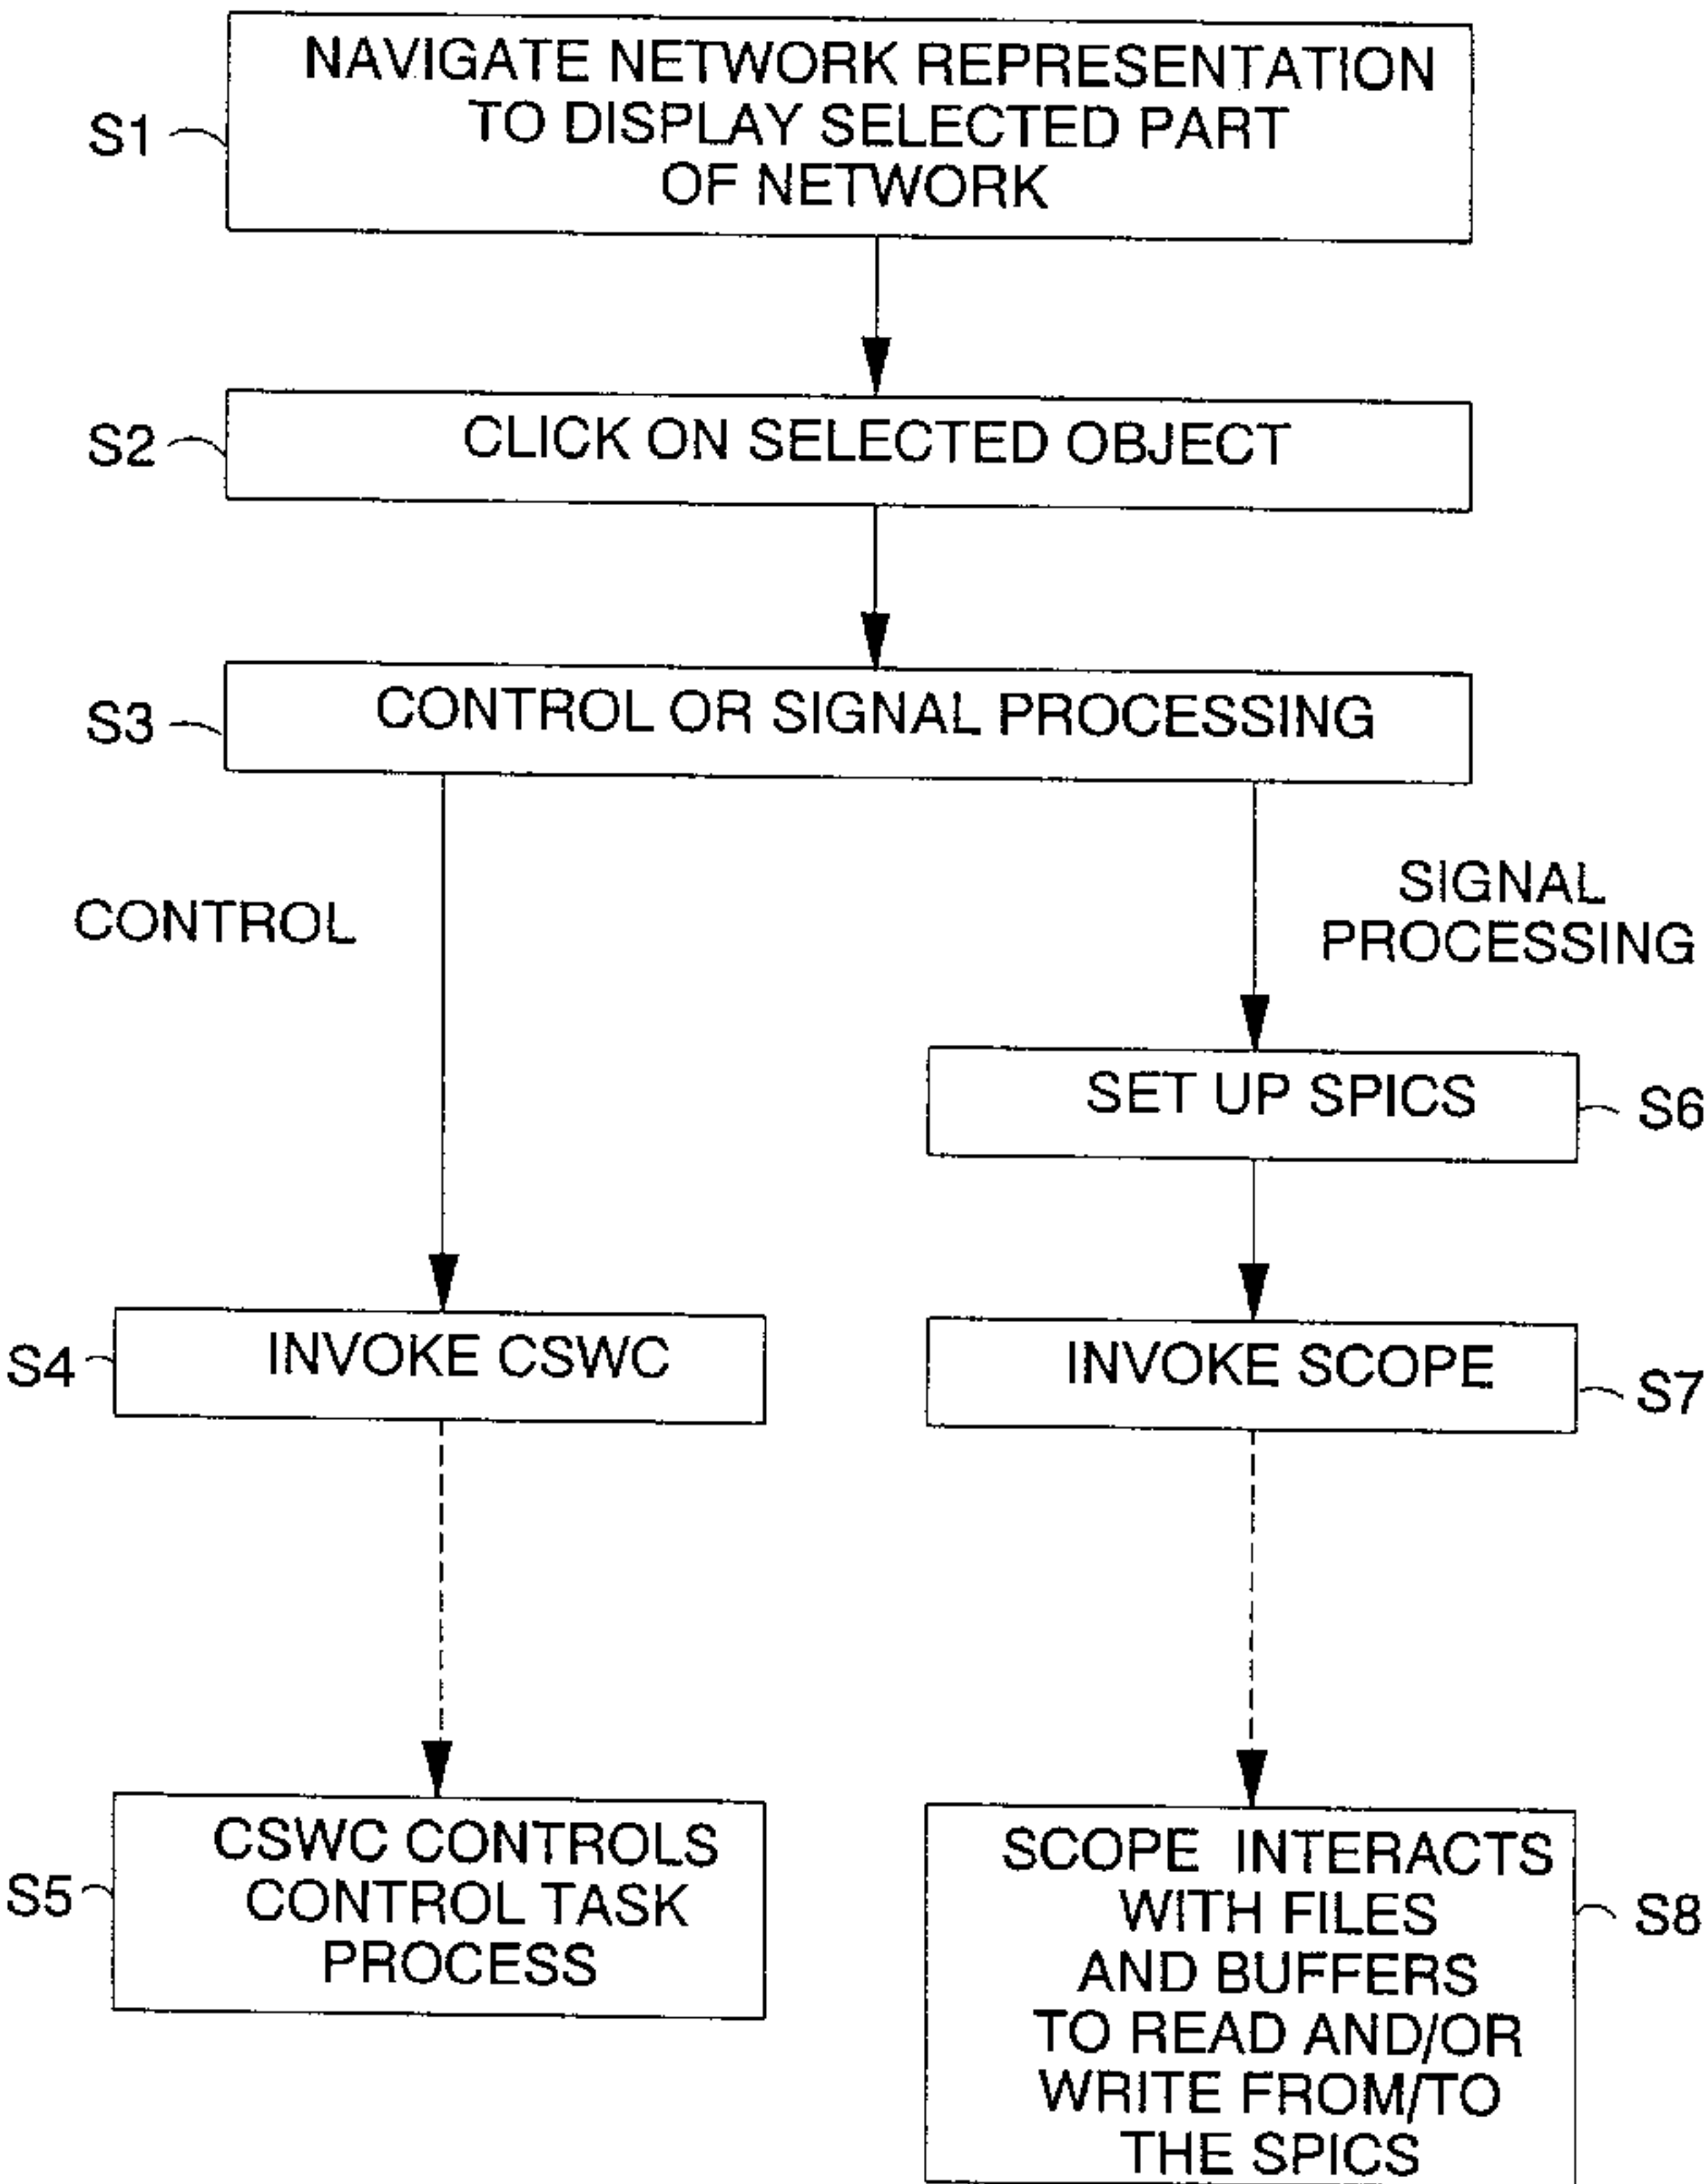 NAVIGATE NETWORK REPRESENTATION
TO DISPLAY SELECTED PART
OF NETWORK
S1
S2
CLICK ON SELECTED OBJECT
S3
CONTROL OR SIGNAL PROCESSING
CONTROL
SIGNAL
PROCESSING
SET UP SPICS
S6
S4
INVOKE CSWC
INVOKE SCOPE
S7
S5
CSWC CONTROLS
CONTROL TASK
PROCESS
SCOPE INTERACTS
WITH FILES
AND BUFFERS
TO READ AND/OR
WRITE FROM/TO
THE SPICS
S8